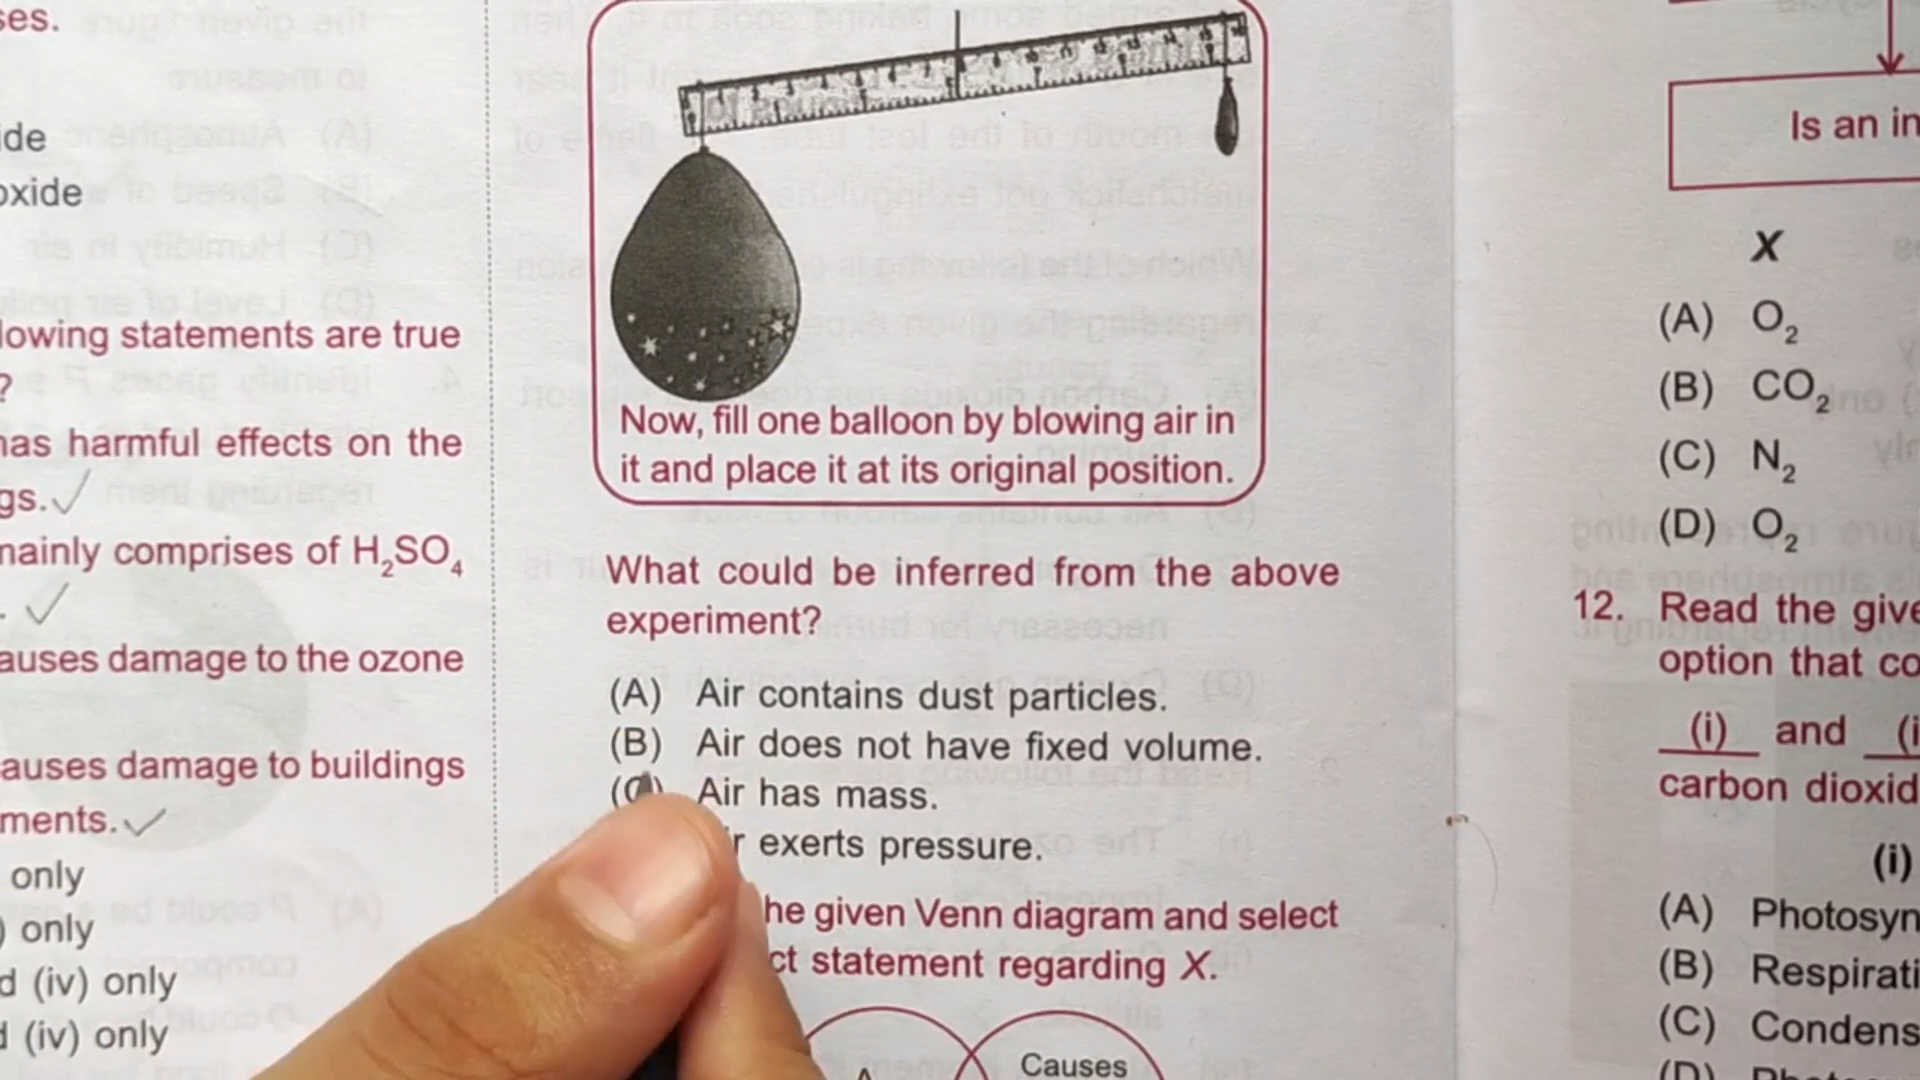 ses.
ide
oxide
lowing statements are true
?
has harmful effects on the
gs.
mainly comprises of H₂SO₄
.
auses damage to the ozone
auses damage to buildings
ments.
only
) only
d (iv) only
d (iv) only
Now, fill one balloon by blowing air in
it and place it at its original position.
What could be inferred from the above
experiment?
(A) Air contains dust particles.
(B) Air does not have fixed volume.
(C) Air has mass.
r exerts pressure.
he given Venn diagram and select
ct statement regarding X.
Causes
Is an in
X
(A) O₂
(B) CO₂
(C) N₂
(D) O₂
12. Read the give
option that co
(i) and (i
carbon dioxid
(i)
(A) Photosyn
(B) Respirati
(C) Condens